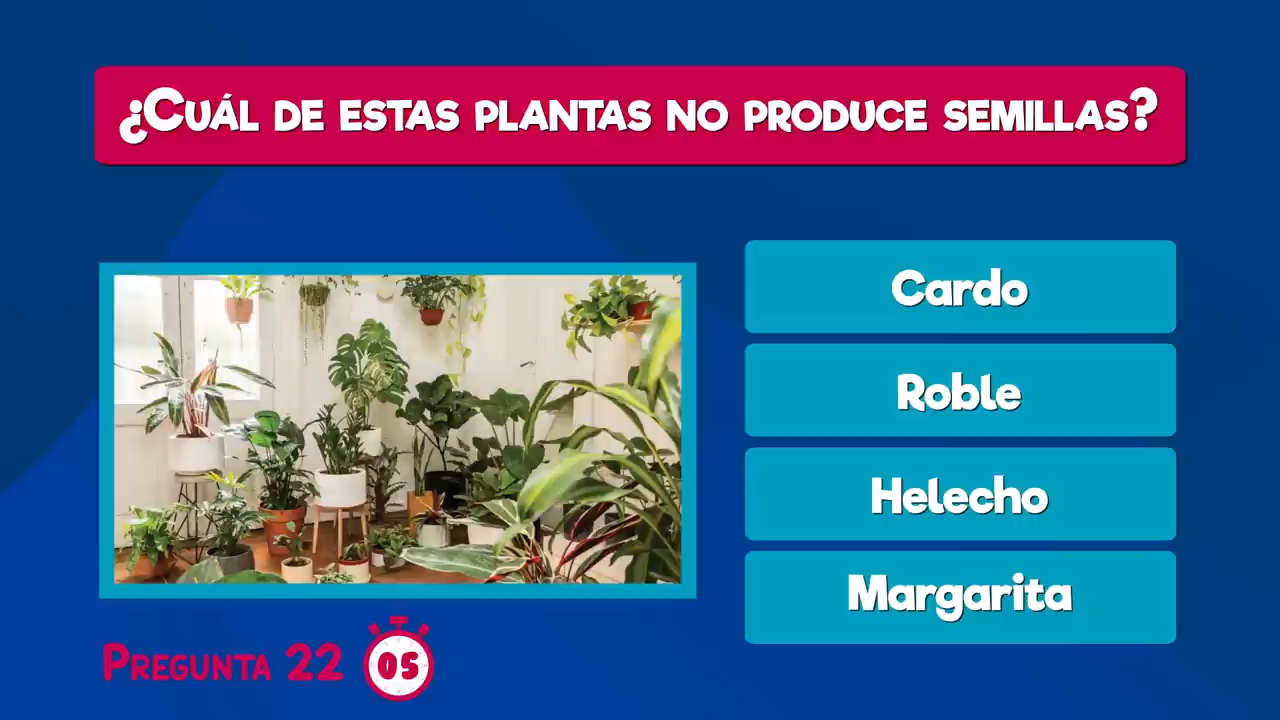 ¿Cuál de estas plantas no produce semillas?
Cardo
Roble
Helecho
Margarita
Pregunta 22
05